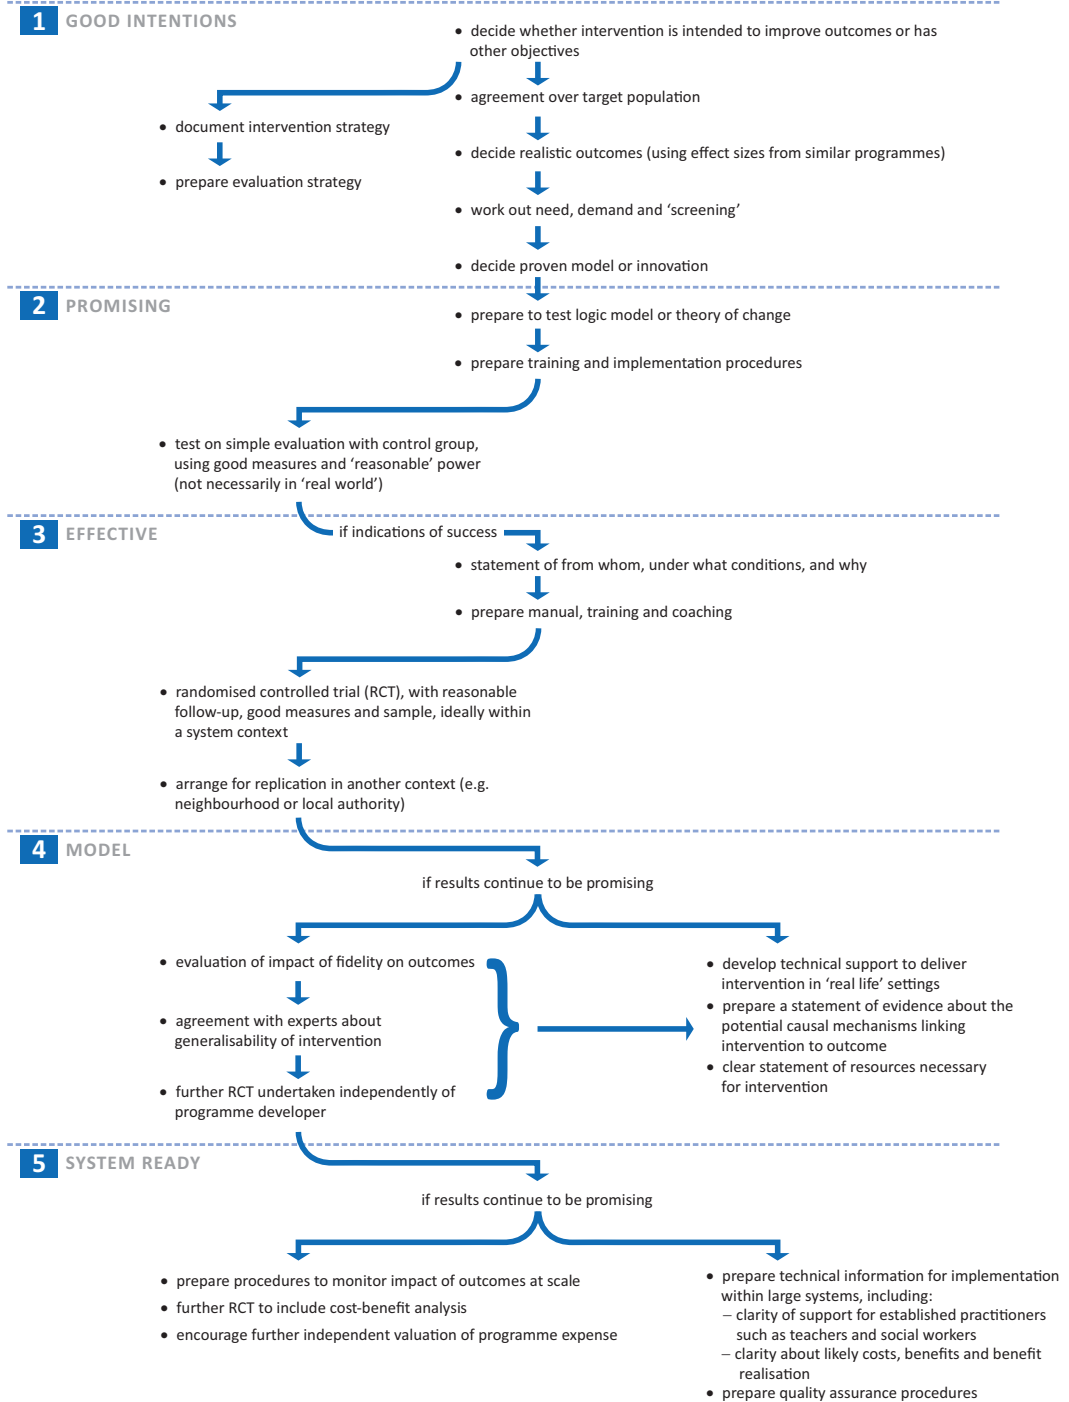 1 GOOD INTENTIONS
• decide whether intervention is intended to improve outcomes or has
other objectives
• agreement over target population
• document intervention strategy
• decide realistic outcomes (using effect sizes from similar programmes)
• prepare evaluation strategy
• work out need, demand and ‘screening’
• decide proven model or innovation
2 PROMISING
• prepare to test logic model or theory of change
• prepare training and implementation procedures
• test on simple evaluation with control group,
using good measures and ‘reasonable’ power
(not necessarily in ‘real world’)
3 EFFECTIVE
if indications of success
• statement of from whom, under what conditions, and why
• prepare manual, training and coaching
• randomised controlled trial (RCT), with reasonable
follow-up, good measures and sample, ideally within
a system context
• arrange for replication in another context (e.g.
neighbourhood or local authority)
4 MODEL
if results continue to be promising
• evaluation of impact of fidelity on outcomes
• agreement with experts about
generalisability of intervention
• further RCT undertaken independently of
programme developer
• develop technical support to deliver
intervention in ‘real life’ settings
• prepare a statement of evidence about the
potential causal mechanisms linking
intervention to outcome
• clear statement of resources necessary
for intervention
5 SYSTEM READY
if results continue to be promising
• prepare procedures to monitor impact of outcomes at scale
• further RCT to include cost-benefit analysis
• encourage further independent valuation of programme expense
• prepare technical information for implementation
within large systems, including:
– clarity of support for established practitioners
such as teachers and social workers
– clarity about likely costs, benefits and benefit
realisation
• prepare quality assurance procedures